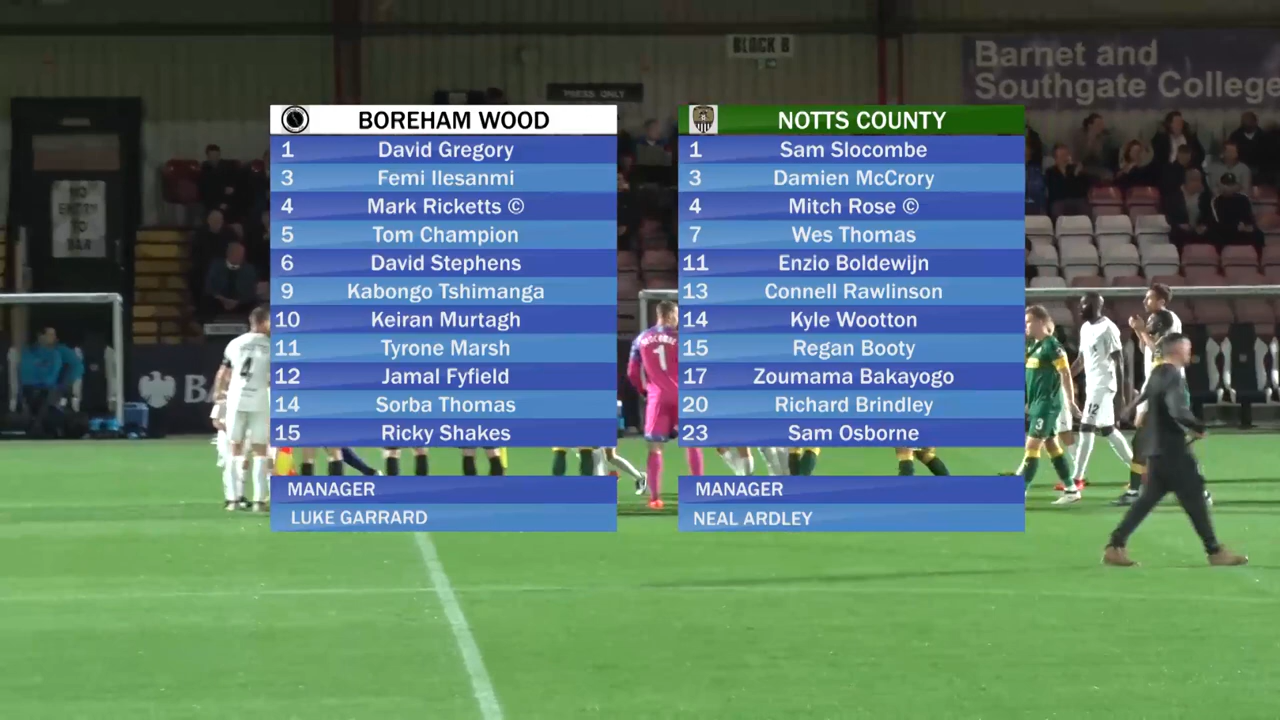 BLOCK B
Barnet and
Southgate College
PRESS ONLY
NO
ENTRY
TO
BAR
BOREHAM WOOD
1 David Gregory
3 Femi Ilesanmi
4 Mark Ricketts ©
5 Tom Champion
6 David Stephens
9 Kabongo Tshimanga
10 Keiran Murtagh
11 Tyrone Marsh
12 Jamal Fyfield
14 Sorba Thomas
15 Ricky Shakes
MANAGER
LUKE GARRARD
NOTTS COUNTY
1 Sam Slocombe
3 Damien McCrory
4 Mitch Rose ©
7 Wes Thomas
11 Enzio Boldewijn
13 Connell Rawlinson
14 Kyle Wootton
15 Regan Booty
17 Zoumama Bakayogo
20 Richard Brindley
23 Sam Osborne
MANAGER
NEAL ARDLEY
4
1
12
3